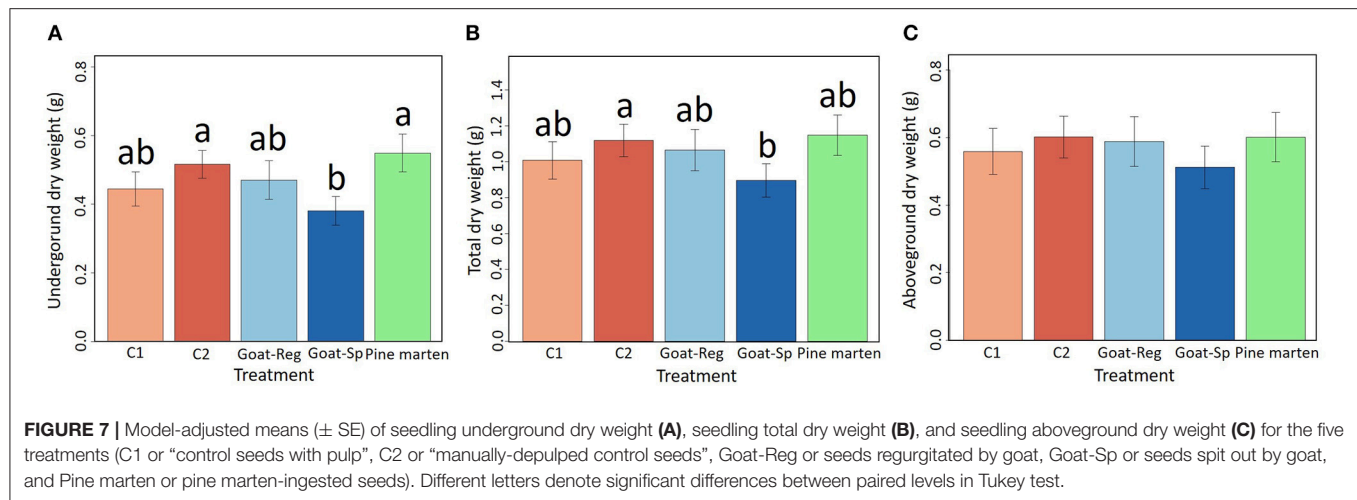 A
Undergorund dry weight (g)
0.0 0.2 0.4 0.6 0.8
ab a ab b a
C1 C2 Goat-Reg Goat-Sp Pine marten
Treatment
B
Total dry weight (g)
0.0 0.2 0.4 0.6 0.8 1.0 1.2 1.4
ab a ab b ab
C1 C2 Goat-Reg Goat-Sp Pine marten
Treatment
C
Aboveground dry weight (g)
0.0 0.2 0.4 0.6 0.8
C1 C2 Goat-Reg Goat-Sp Pine marten
Treatment
FIGURE 7 | Model-adjusted means (± SE) of seedling underground dry weight (A), seedling total dry weight (B), and seedling aboveground dry weight (C) for the five
treatments (C1 or “control seeds with pulp”, C2 or “manually-depulped control seeds”, Goat-Reg or seeds regurgitated by goat, Goat-Sp or seeds spit out by goat,
and Pine marten or pine marten-ingested seeds). Different letters denote significant differences between paired levels in Tukey test.